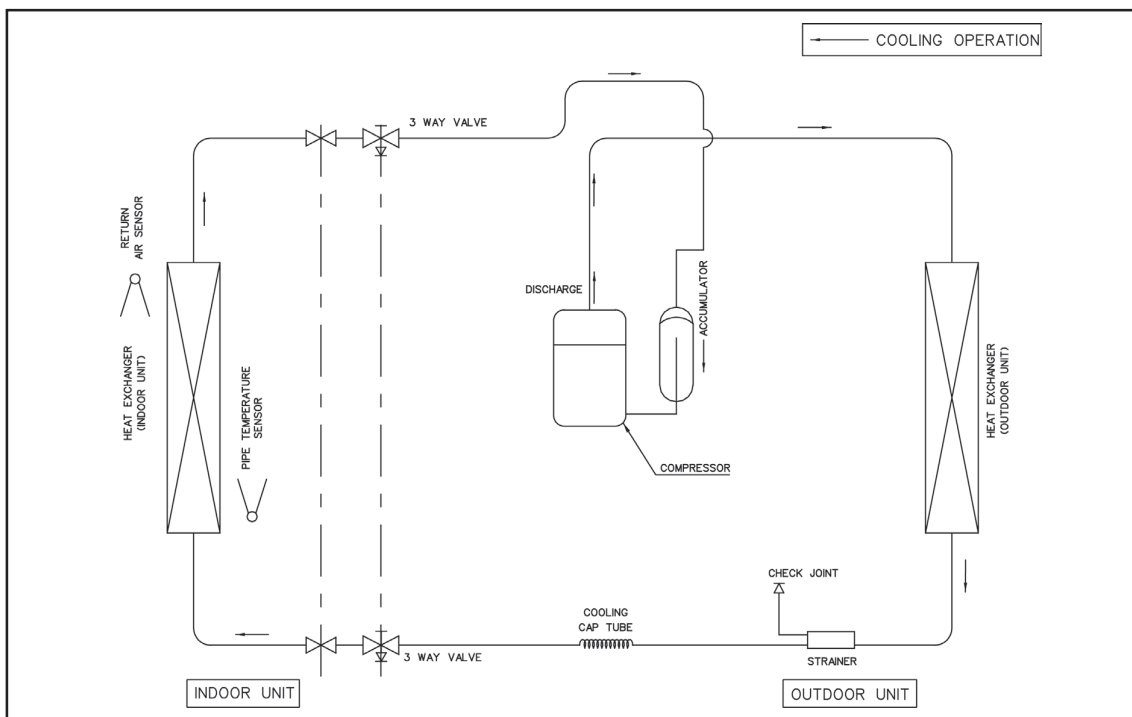 COOLING OPERATION
3 WAY VALVE
RETURN
AIR SENSOR
DISCHARGE
ACCUMULATOR
HEAT EXCHANGER
(INDOOR UNIT)
HEAT EXCHANGER
(OUTDOOR UNIT)
PIPE TEMPERATURE
SENSOR
COMPRESSOR
CHECK JOINT
COOLING
CAP TUBE
3 WAY VALVE
STRAINER
INDOOR UNIT
OUTDOOR UNIT